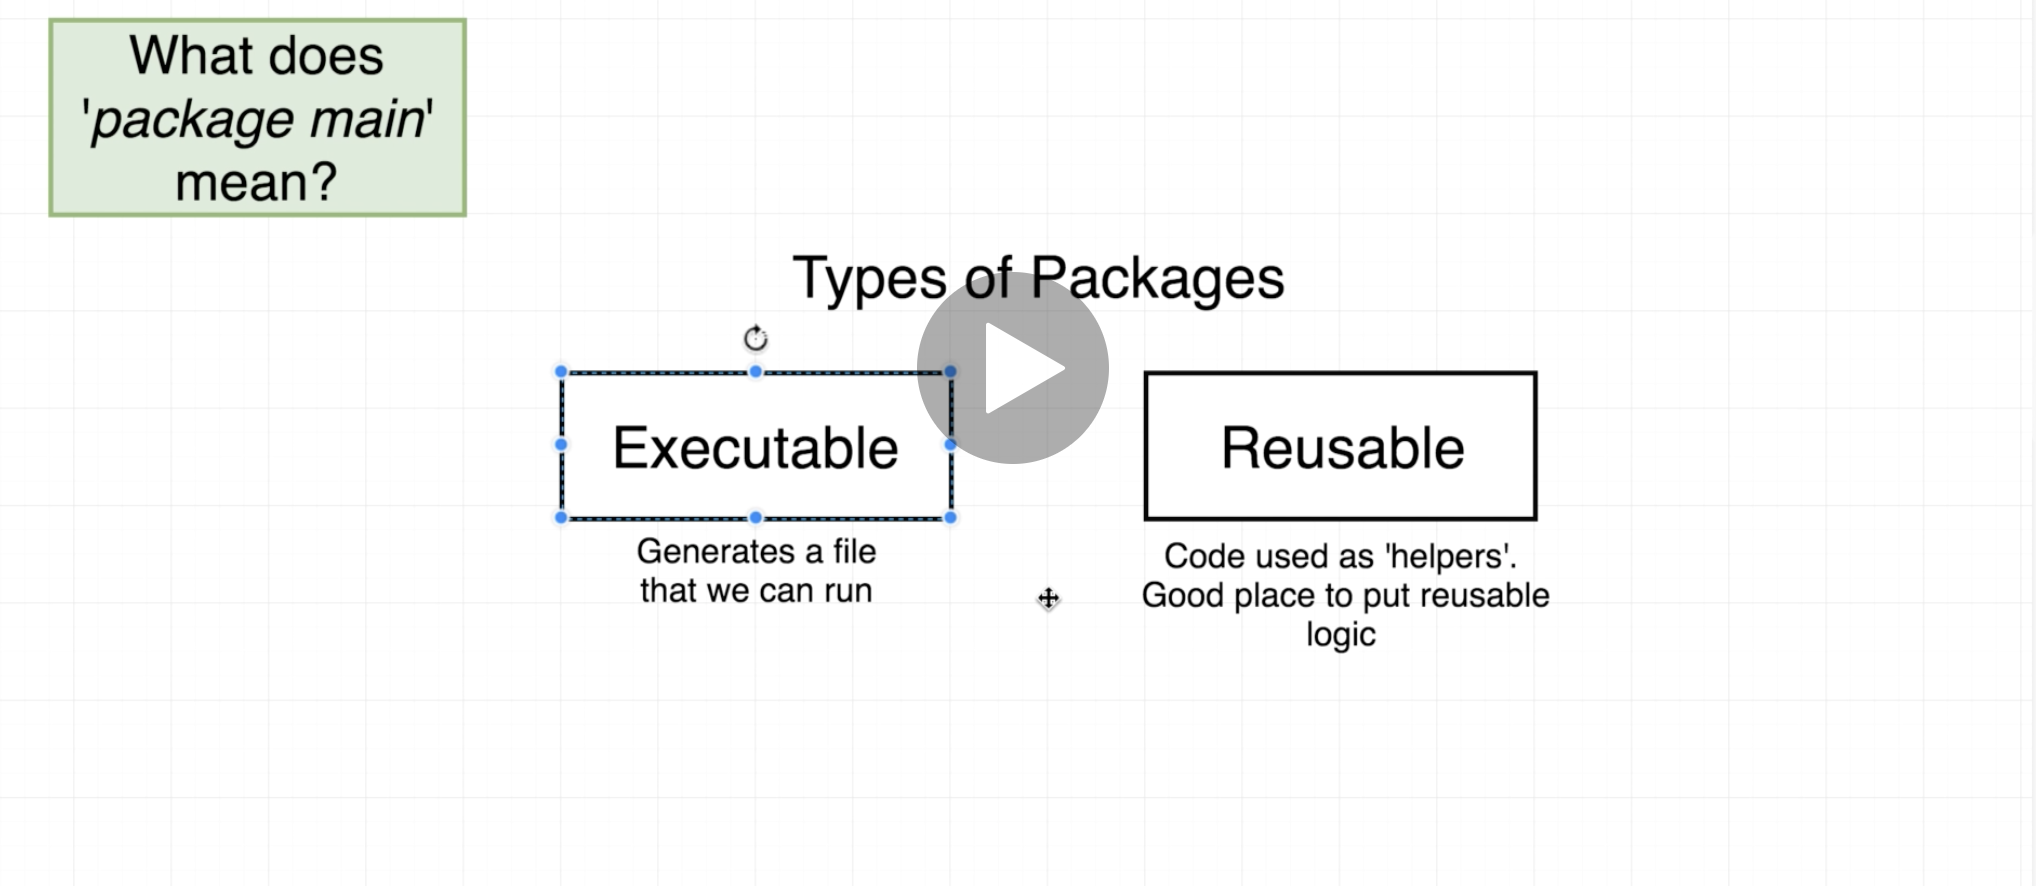 What does
'package main'
mean?
Types of Packages
Executable
Reusable
Generates a file
that we can run
Code used as 'helpers'.
Good place to put reusable
logic